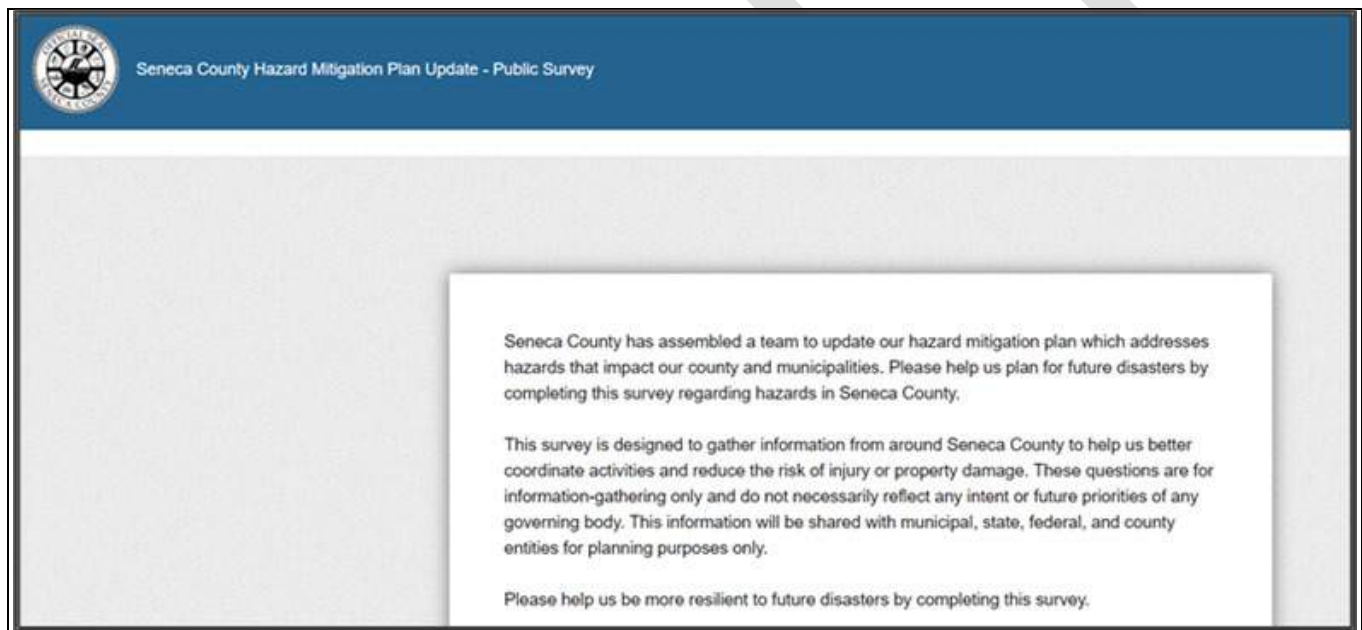 OFFICIAL SEAL
SENECA COUNTY
Seneca County Hazard Mitigation Plan Update - Public Survey
Seneca County has assembled a team to update our hazard mitigation plan which addresses
hazards that impact our county and municipalities. Please help us plan for future disasters by
completing this survey regarding hazards in Seneca County.
This survey is designed to gather information from around Seneca County to help us better
coordinate activities and reduce the risk of injury or property damage. These questions are for
information-gathering only and do not necessarily reflect any intent or future priorities of any
governing body. This information will be shared with municipal, state, federal, and county
entities for planning purposes only.
Please help us be more resilient to future disasters by completing this survey.